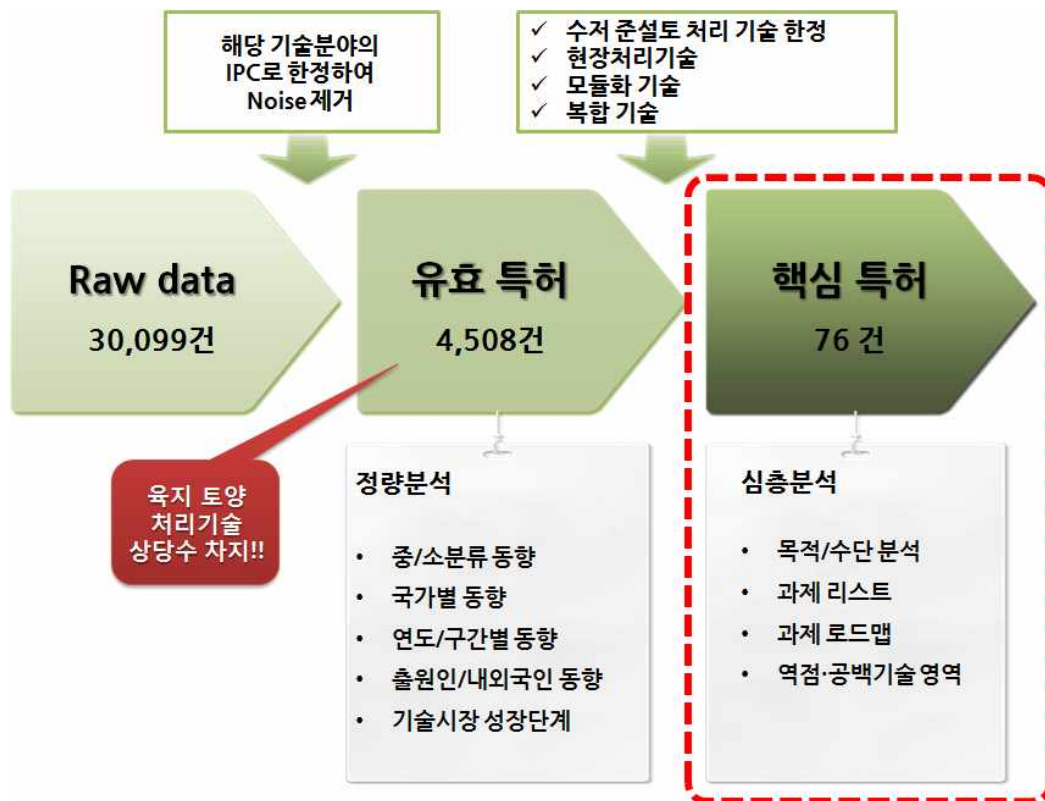 해당 기술분야의
IPC로 한정하여
Noise 제거
✓ 수저 준설토 처리 기술 한정
✓ 현장처리기술
✓ 모듈화 기술
✓ 복합 기술
Raw data
30,099건
유효 특허
4,508건
핵심 특허
76 건
육지 토양
처리기술
상당수 차지!!
정량분석
• 중/소분류 동향
• 국가별 동향
• 연도/구간별 동향
• 출원인/내외국인 동향
• 기술시장 성장단계
심층분석
• 목적/수단 분석
• 과제 리스트
• 과제 로드맵
• 역점·공백기술 영역